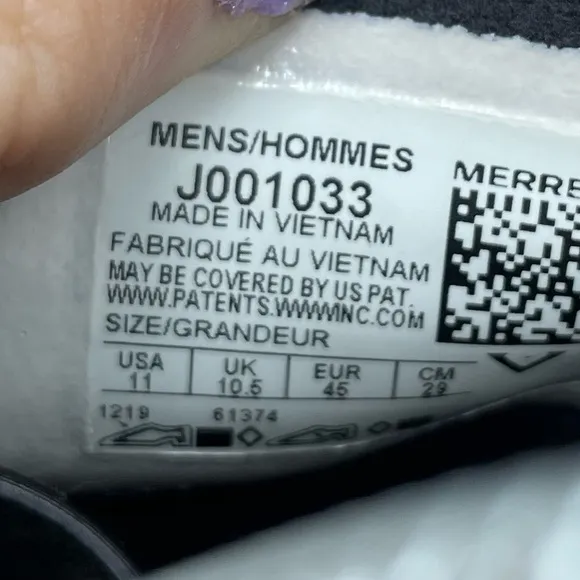 MENS/HOMMES
J001033
MADE IN VIETNAM
FABRIQUÉ AU VIETNAM
MAY BE COVERED BY US PAT.
WWW.PATENTS.WWWINC.COM
SIZE/GRANDEUR
USA UK EUR CM
11 10.5 45 29
1219 61374
MERRE